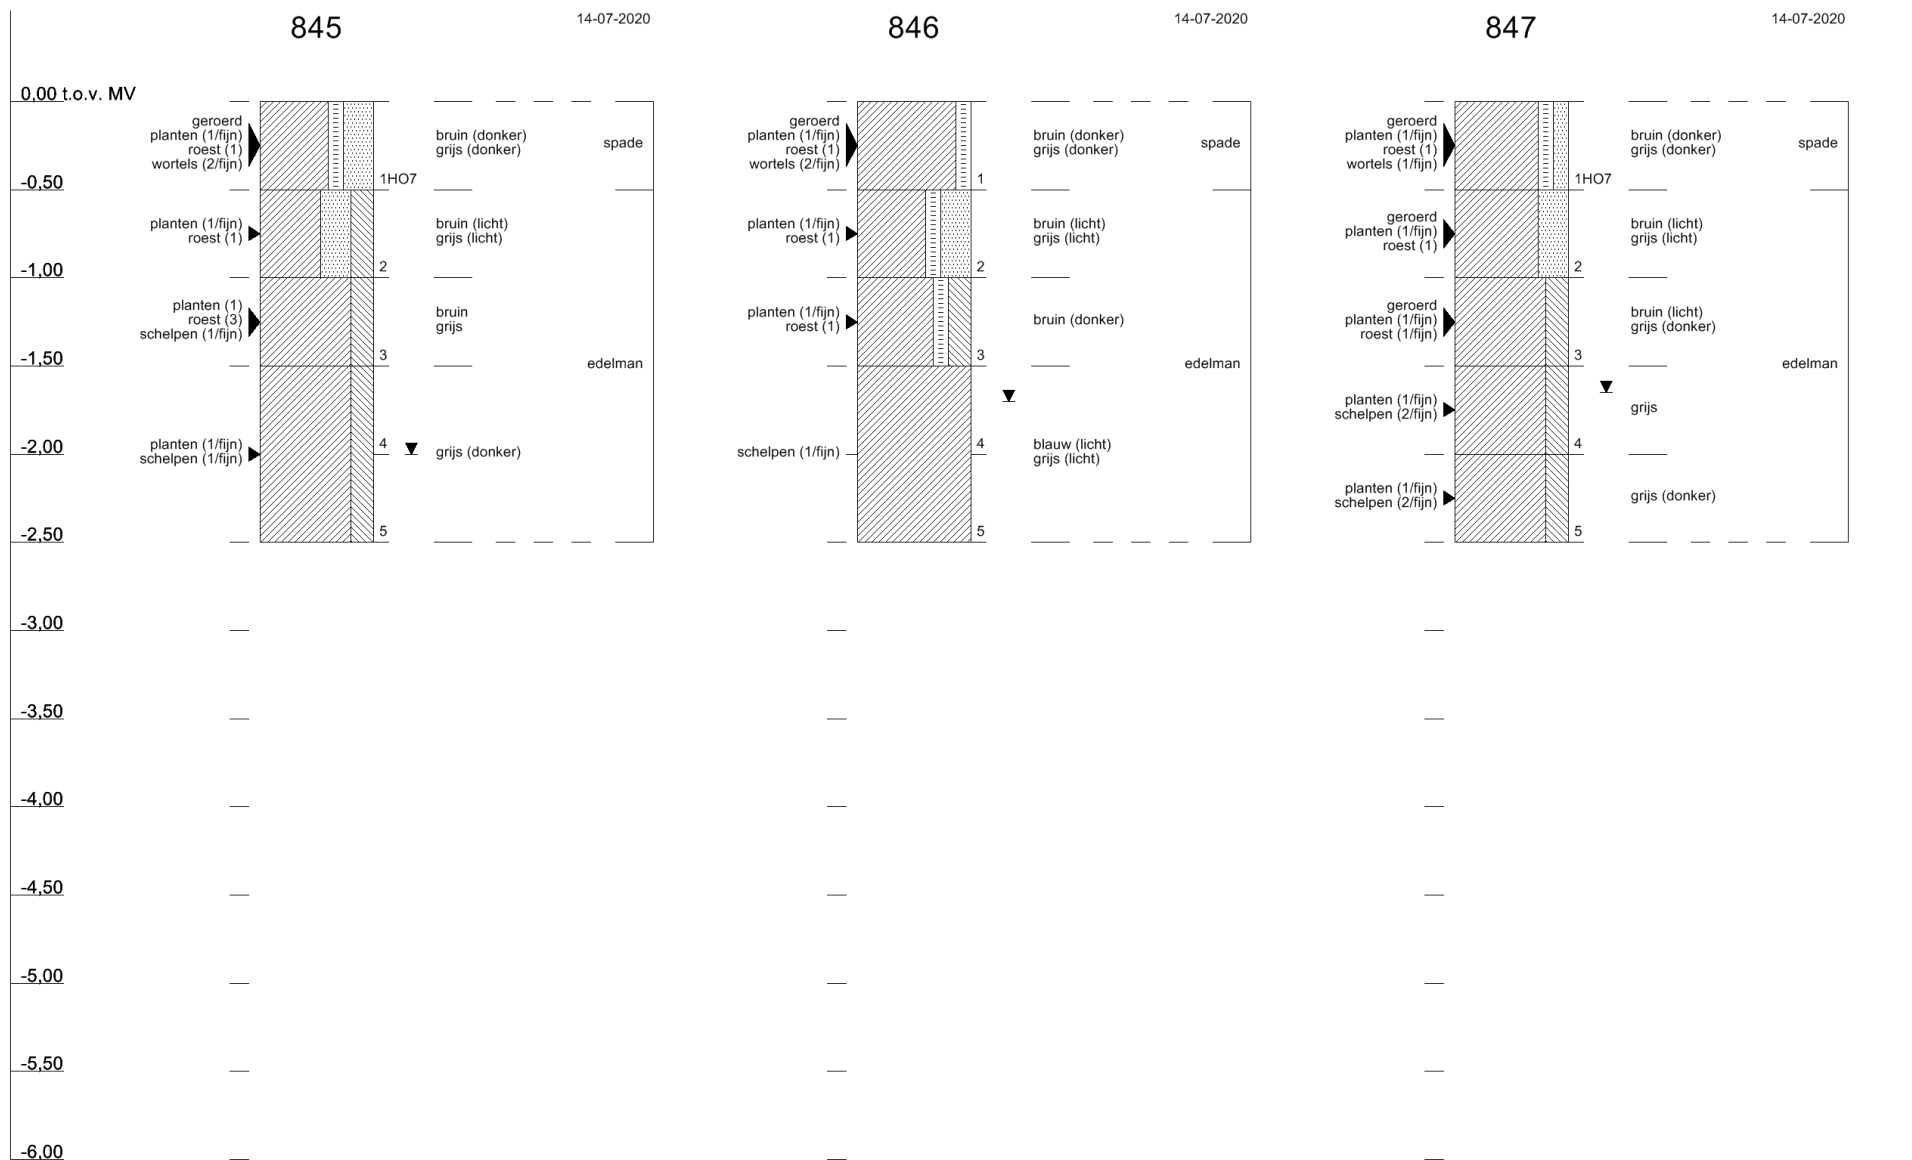 845
14-07-2020
846
14-07-2020
847
14-07-2020
0,00 t.o.v. MV
-0,50
-1,00
-1,50
-2,00
-2,50
-3,00
-3,50
-4,00
-4,50
-5,00
-5,50
-6,00
geroerd
planten (1/fijn)
roest (1)
wortels (2/fijn)
1HO7
bruin (donker)
grijs (donker)
spade
planten (1/fijn)
roest (1)
2
bruin (licht)
grijs (licht)
planten (1)
roest (3)
schelpen (1/fijn)
3
bruin
grijs
edelman
planten (1/fijn)
schelpen (1/fijn)
4
grijs (donker)
5
geroerd
planten (1/fijn)
roest (1)
wortels (2/fijn)
1
bruin (donker)
grijs (donker)
spade
planten (1/fijn)
roest (1)
2
bruin (licht)
grijs (licht)
planten (1/fijn)
roest (1)
3
bruin (donker)
edelman
schelpen (1/fijn)
4
blauw (licht)
grijs (licht)
5
geroerd
planten (1/fijn)
roest (1)
wortels (1/fijn)
1HO7
bruin (donker)
grijs (donker)
spade
geroerd
planten (1/fijn)
roest (1)
2
bruin (licht)
grijs (licht)
geroerd
planten (1/fijn)
roest (1/fijn)
3
bruin (licht)
grijs (donker)
edelman
planten (1/fijn)
schelpen (2/fijn)
4
grijs
planten (1/fijn)
schelpen (2/fijn)
5
grijs (donker)